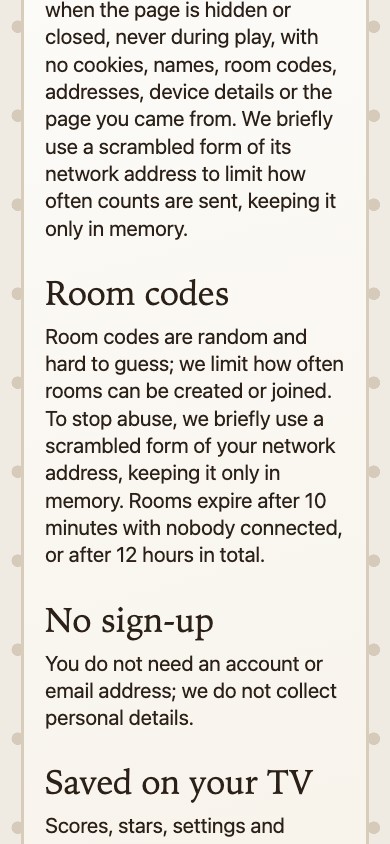 when the page is hidden or
closed, never during play, with
no cookies, names, room codes,
addresses, device details or the
page you came from. We briefly
use a scrambled form of its
network address to limit how
often counts are sent, keeping it
only in memory.
Room codes
Room codes are random and
hard to guess; we limit how often
rooms can be created or joined.
To stop abuse, we briefly use a
scrambled form of your network
address, keeping it only in
memory. Rooms expire after 10
minutes with nobody connected,
or after 12 hours in total.
No sign-up
You do not need an account or
email address; we do not collect
personal details.
Saved on your TV
Scores, stars, settings and